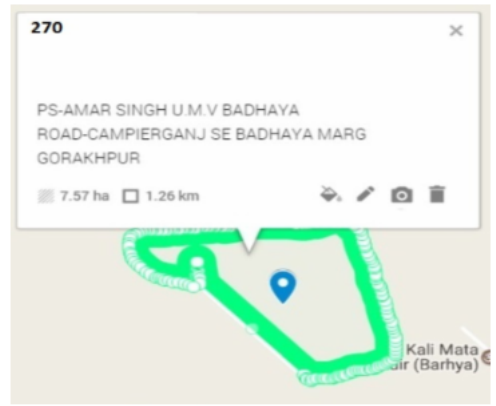 270
PS-AMAR SINGH U.M.V BADHAYA
ROAD-CAMPIERGANJ SE BADHAYA MARG
GORAKHPUR
7.57 ha 1.26 km
Kali Mata
(Barhya)